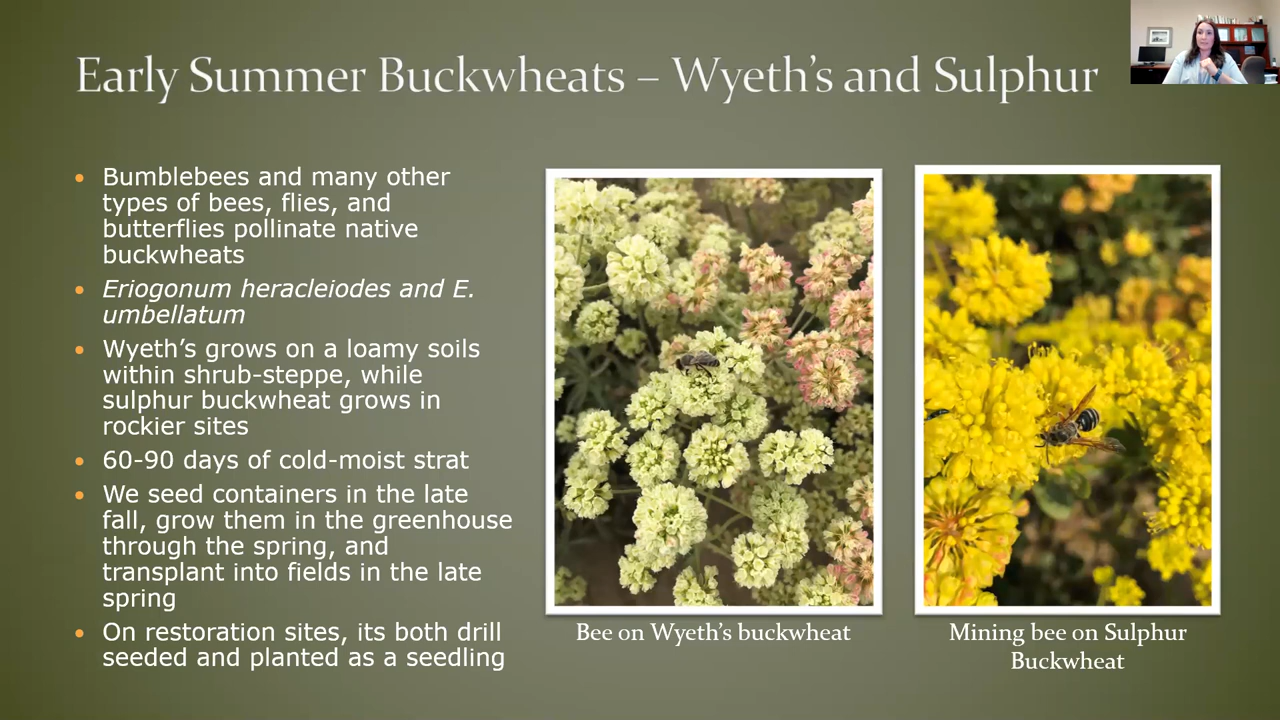 Early Summer Buckwheats – Wyeth’s and Sulphur
Bumblebees and many other
types of bees, flies, and
butterflies pollinate native
buckwheats
Eriogonum heracleiodes and E.
umbellatum
Wyeth’s grows on a loamy soils
within shrub-steppe, while
sulphur buckwheat grows in
rockier sites
60-90 days of cold-moist strat
We seed containers in the late
fall, grow them in the greenhouse
through the spring, and
transplant into fields in the late
spring
On restoration sites, its both drill
seeded and planted as a seedling
Bee on Wyeth’s buckwheat
Mining bee on Sulphur
Buckwheat